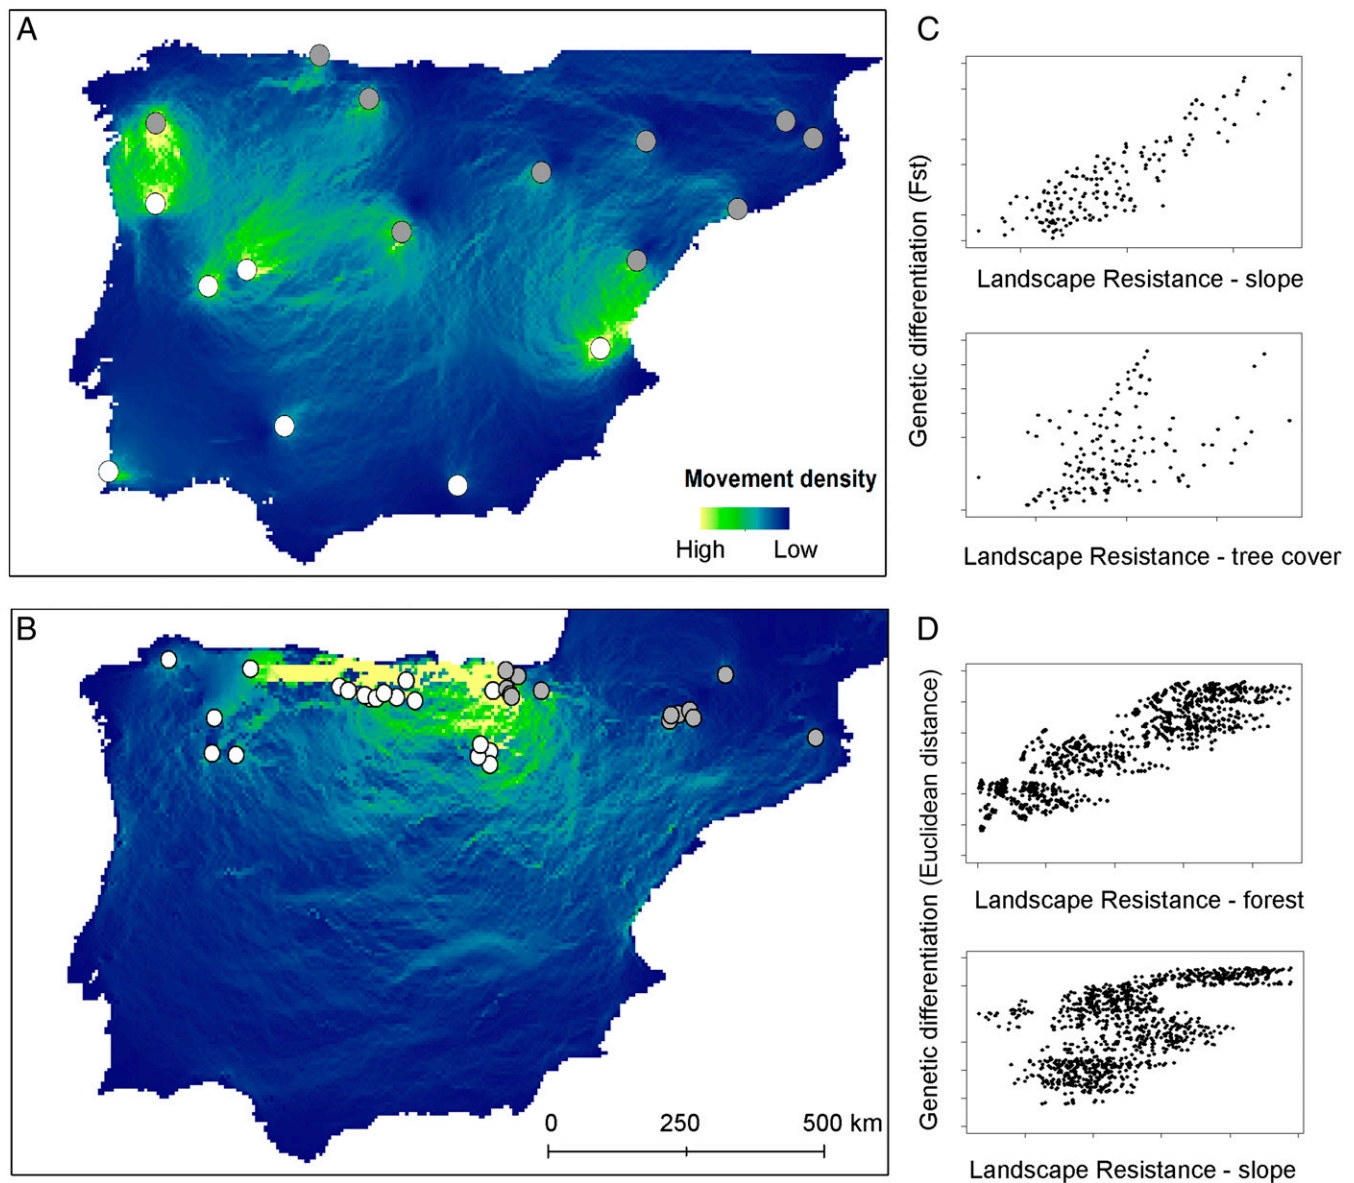 A
Movement density
High Low
B
0 250 500 km
C
Genetic differentiation (Fst)
Landscape Resistance - slope
Landscape Resistance - tree cover
D
Genetic differentiation (Euclidean distance)
Landscape Resistance - forest
Landscape Resistance - slope